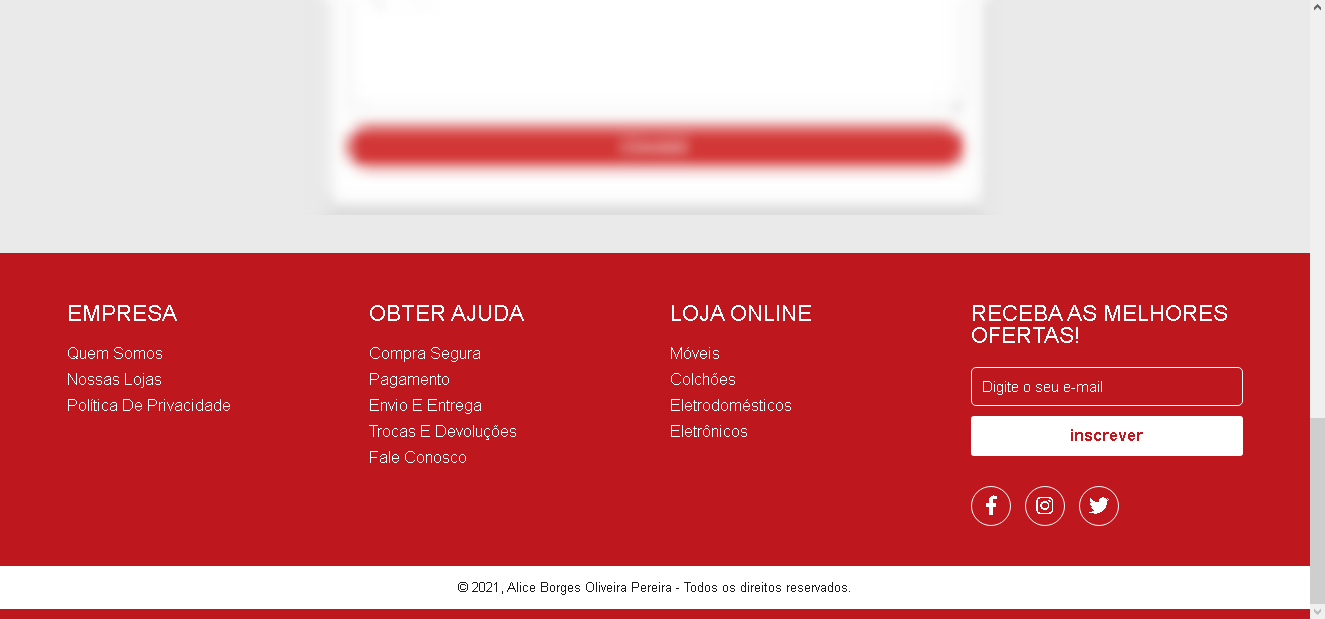 EMPRESA
Quem Somos
Nossas Lojas
Política De Privacidade
OBTER AJUDA
Compra Segura
Pagamento
Envio E Entrega
Trocas E Devoluções
Fale Conosco
LOJA ONLINE
Móveis
Colchões
Eletrodomésticos
Eletrônicos
RECEBA AS MELHORES
OFERTAS!
Digite o seu e-mail
inscrever
© 2021, Alice Borges Oliveira Pereira - Todos os direitos reservados.